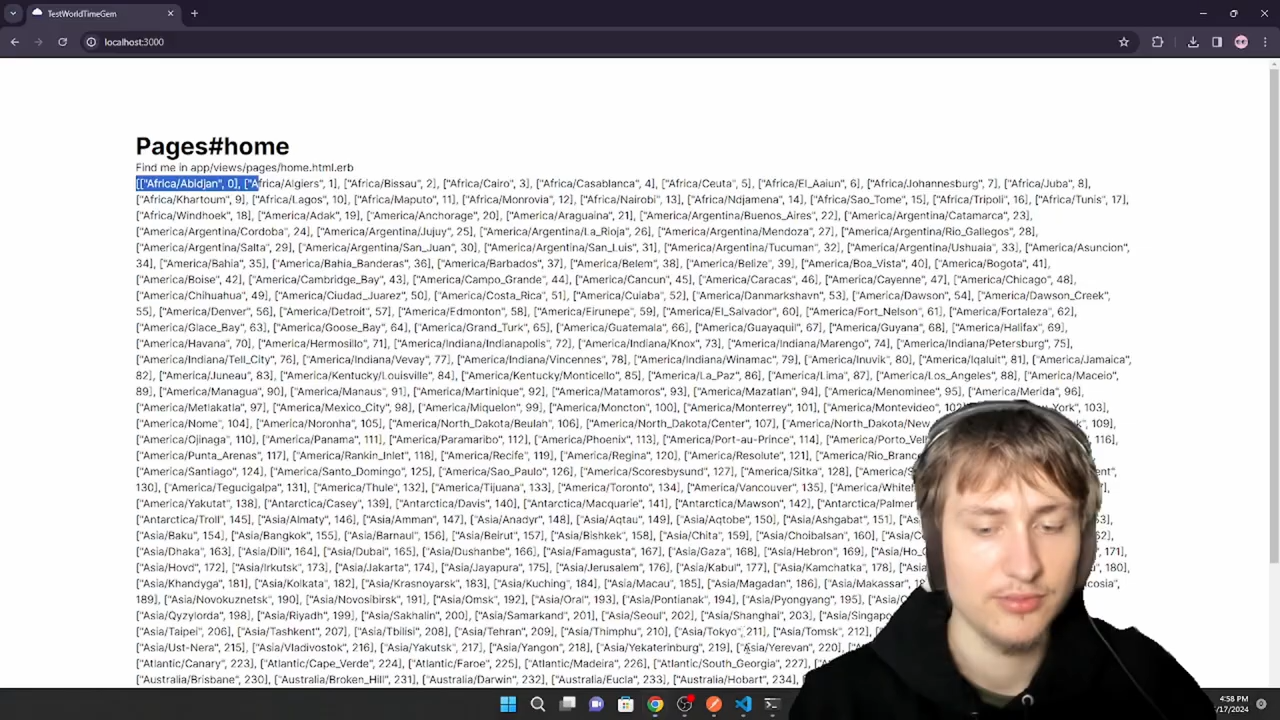 TestWorldTimeGem
localhost:3000
Pages#home
Find me in app/views/pages/home.html.erb
[["Africa/Abidjan", 0], ["Africa/Algiers", 1], ["Africa/Bissau", 2], ["Africa/Cairo", 3], ["Africa/Casablanca", 4], ["Africa/Ceuta", 5], ["Africa/El_Aaiun", 6], ["Africa/Johannesburg", 7], ["Africa/Juba", 8],
["Africa/Khartoum", 9], ["Africa/Lagos", 10], ["Africa/Maputo", 11], ["Africa/Monrovia", 12], ["Africa/Nairobi", 13], ["Africa/Ndjamena", 14], ["Africa/Sao_Tome", 15], ["Africa/Tripoli", 16], ["Africa/Tunis", 17],
["Africa/Windhoek", 18], ["America/Adak", 19], ["America/Anchorage", 20], ["America/Araguaina", 21], ["America/Argentina/Buenos_Aires", 22], ["America/Argentina/Catamarca", 23],
["America/Argentina/Cordoba", 24], ["America/Argentina/Jujuy", 25], ["America/Argentina/La_Rioja", 26], ["America/Argentina/Mendoza", 27], ["America/Argentina/Rio_Gallegos", 28],
["America/Argentina/Salta", 29], ["America/Argentina/San_Juan", 30], ["America/Argentina/San_Luis", 31], ["America/Argentina/Tucuman", 32], ["America/Argentina/Ushuaia", 33], ["America/Asuncion",
34], ["America/Bahia", 35], ["America/Bahia_Banderas", 36], ["America/Barbados", 37], ["America/Belem", 38], ["America/Belize", 39], ["America/Boa_Vista", 40], ["America/Bogota", 41],
["America/Boise", 42], ["America/Cambridge_Bay", 43], ["America/Campo_Grande", 44], ["America/Cancun", 45], ["America/Caracas", 46], ["America/Cayenne", 47], ["America/Chicago", 48],
["America/Chihuahua", 49], ["America/Ciudad_Juarez", 50], ["America/Costa_Rica", 51], ["America/Cuiaba", 52], ["America/Danmarkshavn", 53], ["America/Dawson", 54], ["America/Dawson_Creek",
55], ["America/Denver", 56], ["America/Detroit", 57], ["America/Edmonton", 58], ["America/Eirunepe", 59], ["America/El_Salvador", 60], ["America/Fort_Nelson", 61], ["America/Fortaleza", 62],
["America/Glace_Bay", 63], ["America/Goose_Bay", 64], ["America/Grand_Turk", 65], ["America/Guatemala", 66], ["America/Guayaquil", 67], ["America/Guyana", 68], ["America/Halifax", 69],
["America/Havana", 70], ["America/Hermosillo", 71], ["America/Indiana/Indianapolis", 72], ["America/Indiana/Knox", 73], ["America/Indiana/Marengo", 74], ["America/Indiana/Petersburg", 75],
["America/Indiana/Tell_City", 76], ["America/Indiana/Vevay", 77], ["America/Indiana/Vincennes", 78], ["America/Indiana/Winamac", 79], ["America/Inuvik", 80], ["America/Iqaluit", 81], ["America/Jamaica",
82], ["America/Juneau", 83], ["America/Kentucky/Louisville", 84], ["America/Kentucky/Monticello", 85], ["America/La_Paz", 86], ["America/Lima", 87], ["America/Los_Angeles", 88], ["America/Maceio",
89], ["America/Managua", 90], ["America/Manaus", 91], ["America/Martinique", 92], ["America/Matamoros", 93], ["America/Mazatlan", 94], ["America/Menominee", 95], ["America/Merida", 96],
["America/Metlakatla", 97], ["America/Mexico_City", 98], ["America/Miquelon", 99], ["America/Moncton", 100], ["America/Monterrey", 101], ["America/Montevideo", 102], York", 103],
["America/Nome", 104], ["America/Noronha", 105], ["America/North_Dakota/Beulah", 106], ["America/North_Dakota/Center", 107], ["America/North_Dakota/New_ 109],
["America/Ojinaga", 110], ["America/Panama", 111], ["America/Paramaribo", 112], ["America/Phoenix", 113], ["America/Port-au-Prince", 114], ["America/Porto_Vel 116],
["America/Punta_Arenas", 117], ["America/Rankin_Inlet", 118], ["America/Recife", 119], ["America/Regina", 120], ["America/Resolute", 121], ["America/Rio_Branc
["America/Santiago", 124], ["America/Santo_Domingo", 125], ["America/Sao_Paulo", 126], ["America/Scoresbysund", 127], ["America/Sitka", 128],
130], ["America/Tegucigalpa", 131], ["America/Thule", 132], ["America/Tijuana", 133], ["America/Toronto", 134], ["America/Vancouver", 135], ["America/Whiteh
["America/Yakutat", 138], ["Antarctica/Casey", 139], ["Antarctica/Davis", 140], ["Antarctica/Macquarie", 141], ["Antarctica/Mawson", 142], ["Antarctica/Palmer
["Antarctica/Troll", 145], ["Asia/Almaty", 146], ["Asia/Amman", 147], ["Asia/Anadyr", 148], ["Asia/Aqtau", 149], ["Asia/Aqtobe", 150], ["Asia/Ashgabat", 151],
["Asia/Baku", 154], ["Asia/Bangkok", 155], ["Asia/Barnaul", 156], ["Asia/Beirut", 157], ["Asia/Bishkek", 158], ["Asia/Chita", 159], ["Asia/Choibalsan", 160],
["Asia/Dhaka", 163], ["Asia/Dili", 164], ["Asia/Dubai", 165], ["Asia/Dushanbe", 166], ["Asia/Famagusta", 167], ["Asia/Gaza", 168], ["Asia/Hebron", 169], ["Asia/Ho_ 171],
["Asia/Hovd", 172], ["Asia/Irkutsk", 173], ["Asia/Jakarta", 174], ["Asia/Jayapura", 175], ["Asia/Jerusalem", 176], ["Asia/Kabul", 177], ["Asia/Kamchatka", 178], 180],
["Asia/Khandyga", 181], ["Asia/Kolkata", 182], ["Asia/Krasnoyarsk", 183], ["Asia/Kuching", 184], ["Asia/Macau", 185], ["Asia/Magadan", 186], ["Asia/Makassar",
189], ["Asia/Novokuznetsk", 190], ["Asia/Novosibirsk", 191], ["Asia/Omsk", 192], ["Asia/Oral", 193], ["Asia/Pontianak", 194], ["Asia/Pyongyang", 195],
["Asia/Qyzylorda", 198], ["Asia/Riyadh", 199], ["Asia/Sakhalin", 200], ["Asia/Samarkand", 201], ["Asia/Seoul", 202], ["Asia/Shanghai", 203], ["Asia/Singapo
["Asia/Taipei", 206], ["Asia/Tashkent", 207], ["Asia/Tbilisi", 208], ["Asia/Tehran", 209], ["Asia/Thimphu", 210], ["Asia/Tokyo", 211], ["Asia/Tomsk", 212],
["Asia/Ust-Nera", 215], ["Asia/Vladivostok", 216], ["Asia/Yakutsk", 217], ["Asia/Yangon", 218], ["Asia/Yekaterinburg", 219], ["Asia/Yerevan", 220],
["Atlantic/Canary", 223], ["Atlantic/Cape_Verde", 224], ["Atlantic/Faroe", 225], ["Atlantic/Madeira", 226], ["Atlantic/South_Georgia", 227],
["Australia/Brisbane", 230], ["Australia/Broken_Hill", 231], ["Australia/Darwin", 232], ["Australia/Eucla", 233], ["Australia/Hobart", 234],
4:58 PM
/17/2024